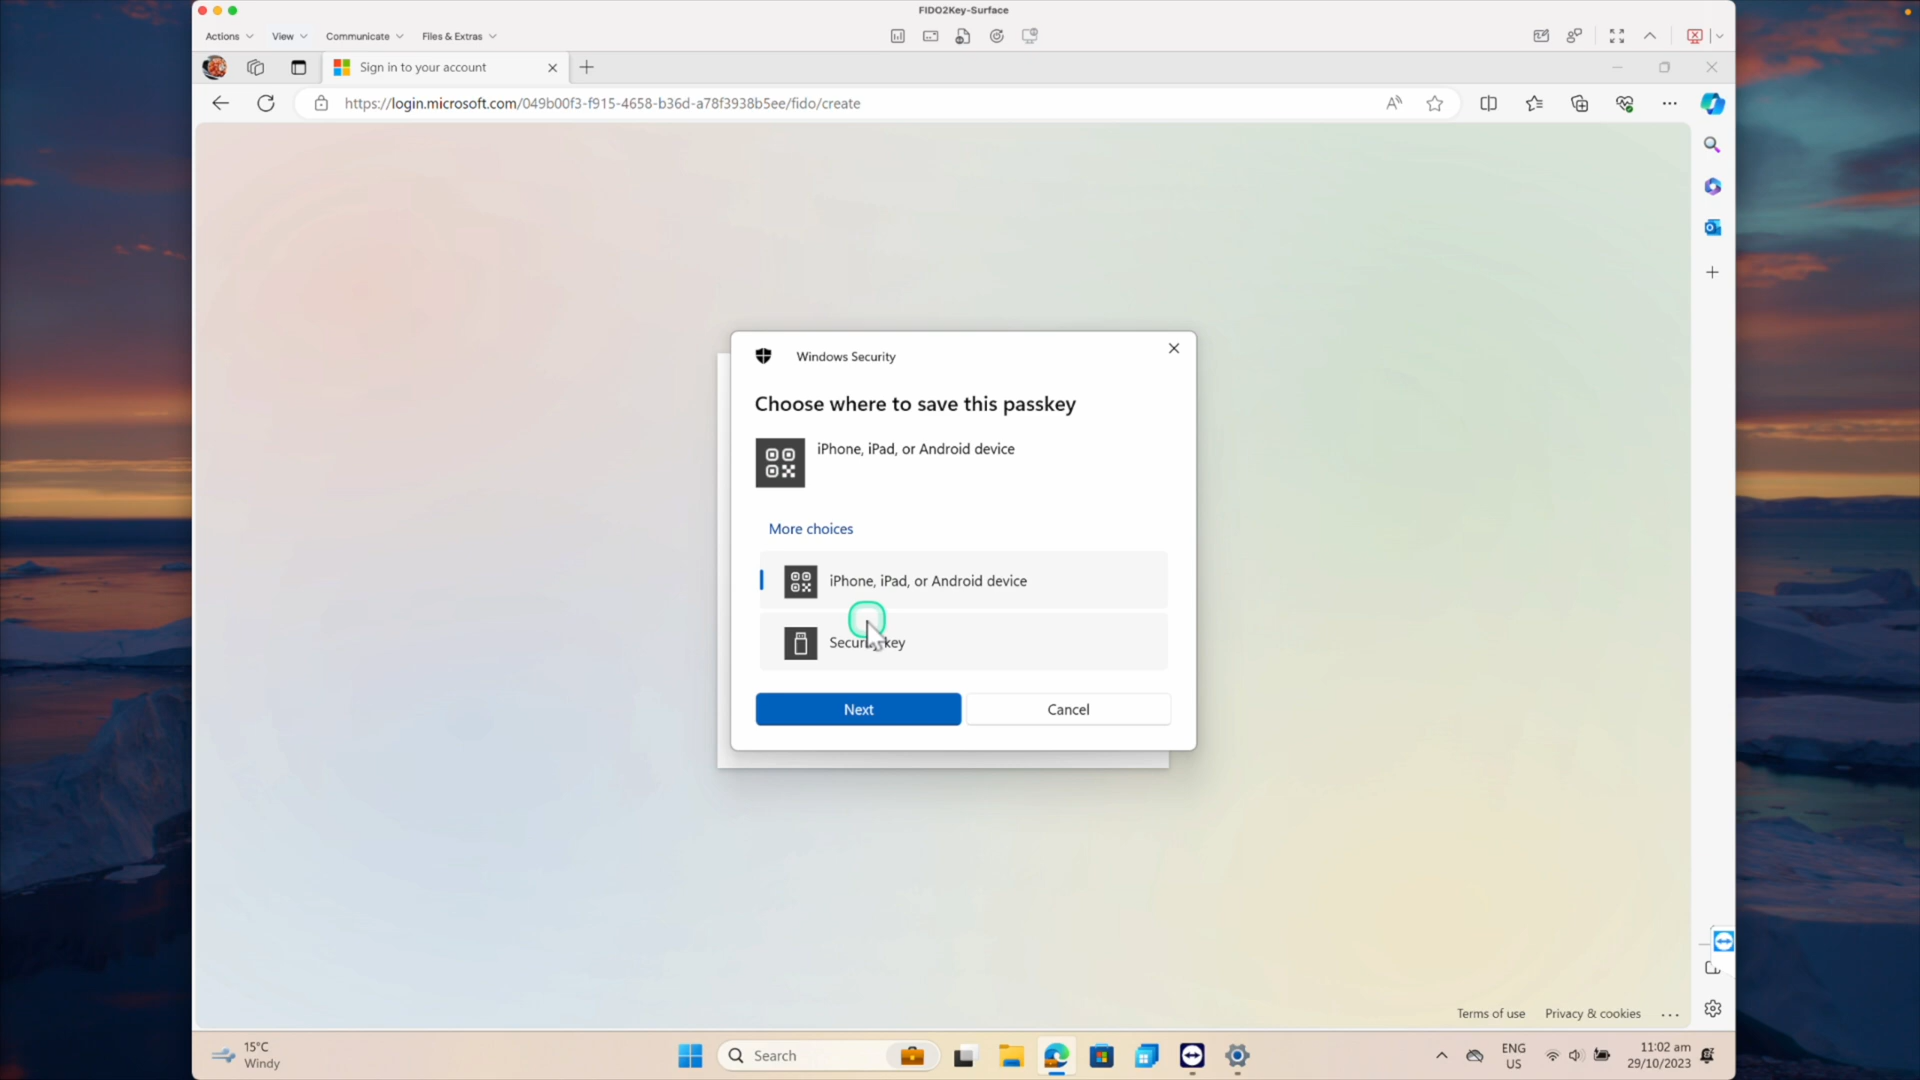 FIDO2Key-Surface
Actions View Communicate Files & Extras
Sign in to your account
https://login.microsoft.com/049b00f3-f915-4658-b36d-a78f3938b5ee/fido/create
Windows Security
Choose where to save this passkey
iPhone, iPad, or Android device
More choices
iPhone, iPad, or Android device
Security key
Next Cancel
Terms of use Privacy & cookies ...
15°C
Windy
Search
ENG
US
11:02 am
29/10/2023